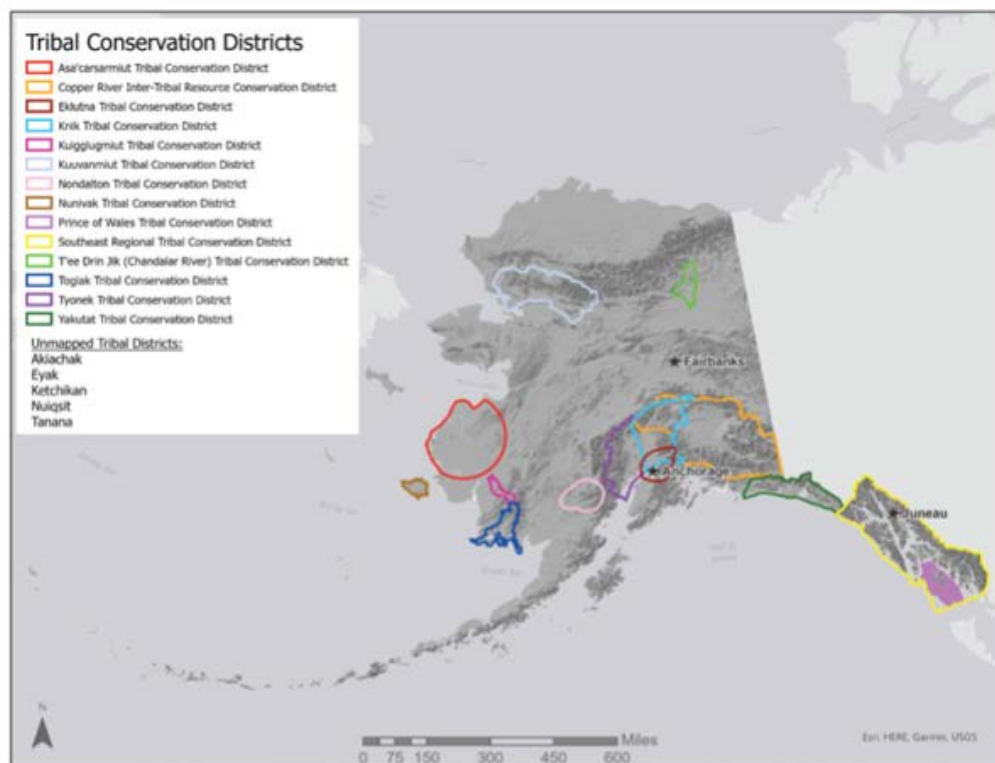 Tribal Conservation Districts
Asa'carsarmiut Tribal Conservation District
Copper River Inter-Tribal Resource Conservation District
Eklutna Tribal Conservation District
Knik Tribal Conservation District
Kuigglugmiut Tribal Conservation District
Kuuvanmiut Tribal Conservation District
Nondalton Tribal Conservation District
Nunivak Tribal Conservation District
Prince of Wales Tribal Conservation District
Southeast Regional Tribal Conservation District
T'ee Drin Jik (Chandalar River) Tribal Conservation District
Togiak Tribal Conservation District
Tyonek Tribal Conservation District
Yakutat Tribal Conservation District
Unmapped Tribal Districts:
Akiachak
Eyak
Ketchikan
Nuiqsit
Tanana
Fairbanks
Anchorage
Juneau
N
Miles
0 75 150 300 450 600
Esri, HERE, Garmin, USGS